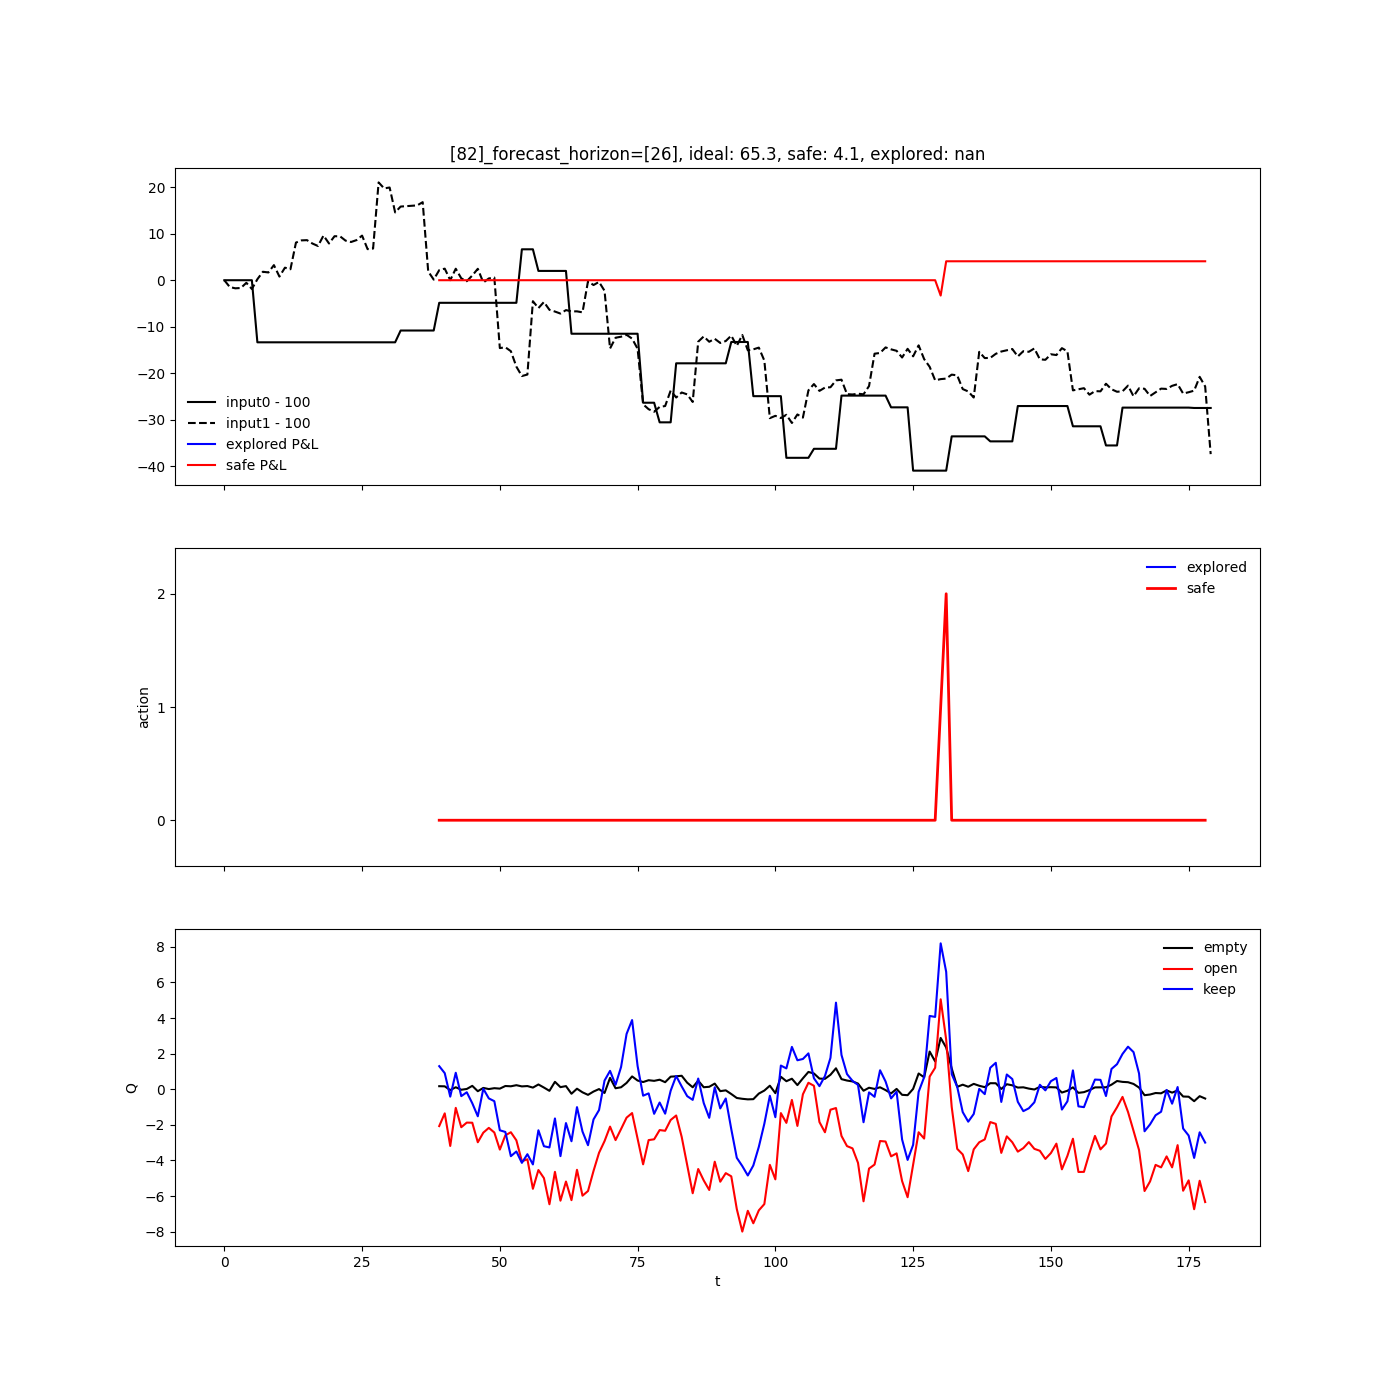 [82]_forecast_horizon=[26], ideal: 65.3, safe: 4.1, explored: nan
20
10
0
−10
−20
−30
−40
input0 - 100
input1 - 100
explored P&L
safe P&L
2
1
0
action
explored
safe
8
6
4
2
0
−2
−4
−6
−8
Q
empty
open
keep
0 25 50 75 100 125 150 175
t